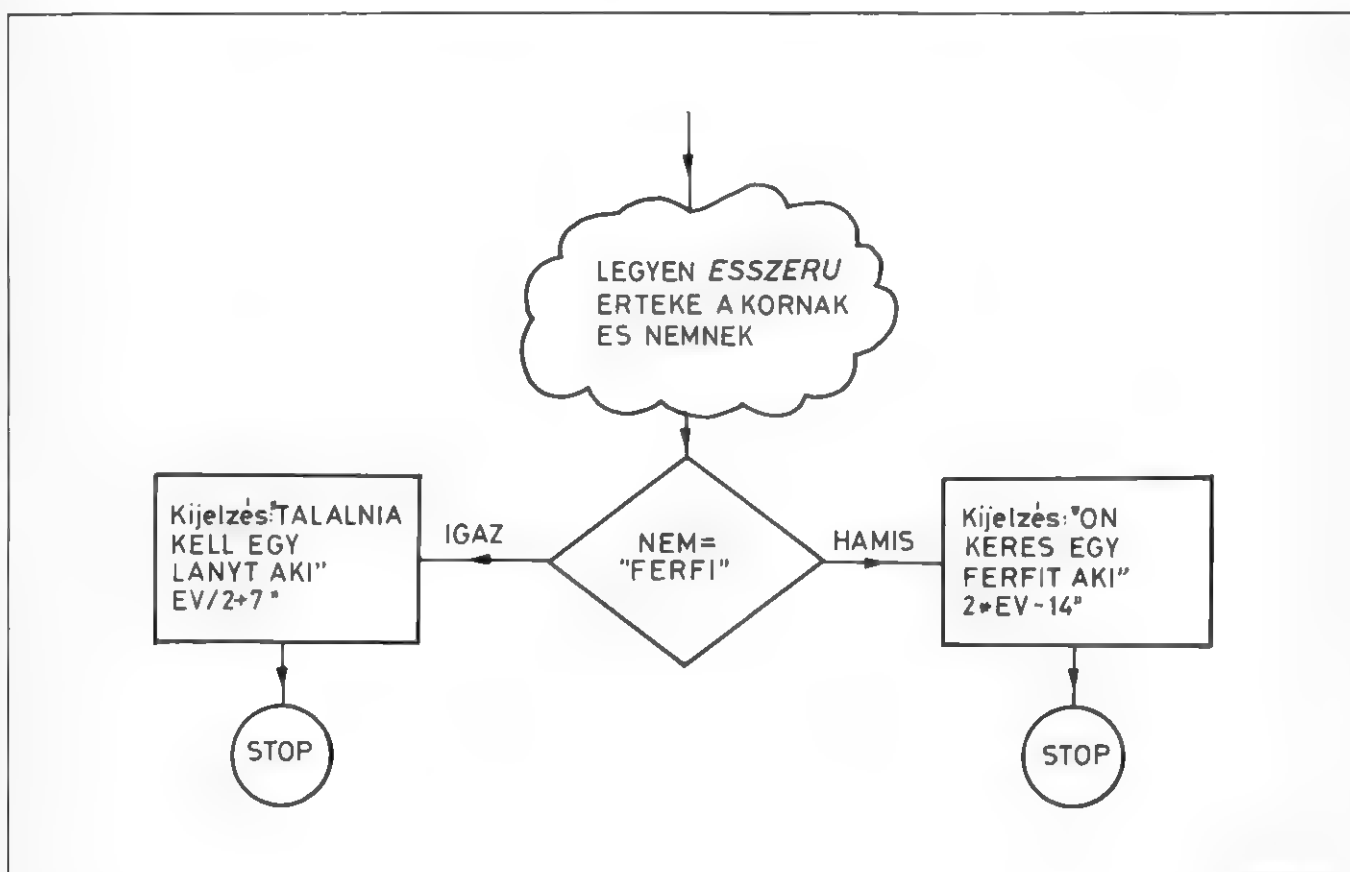 LEGYEN ESSZERU
ERTEKE A KORNAK
ES NEMNEK
NEM=
"FERFI"
IGAZ
HAMIS
Kijelzés:"TALALNIA
KELL EGY
LANYT AKI"
EV/2+7"
Kijelzés:"ON
KERES EGY
FERFIT AKI"
2*EV-14"
STOP
STOP